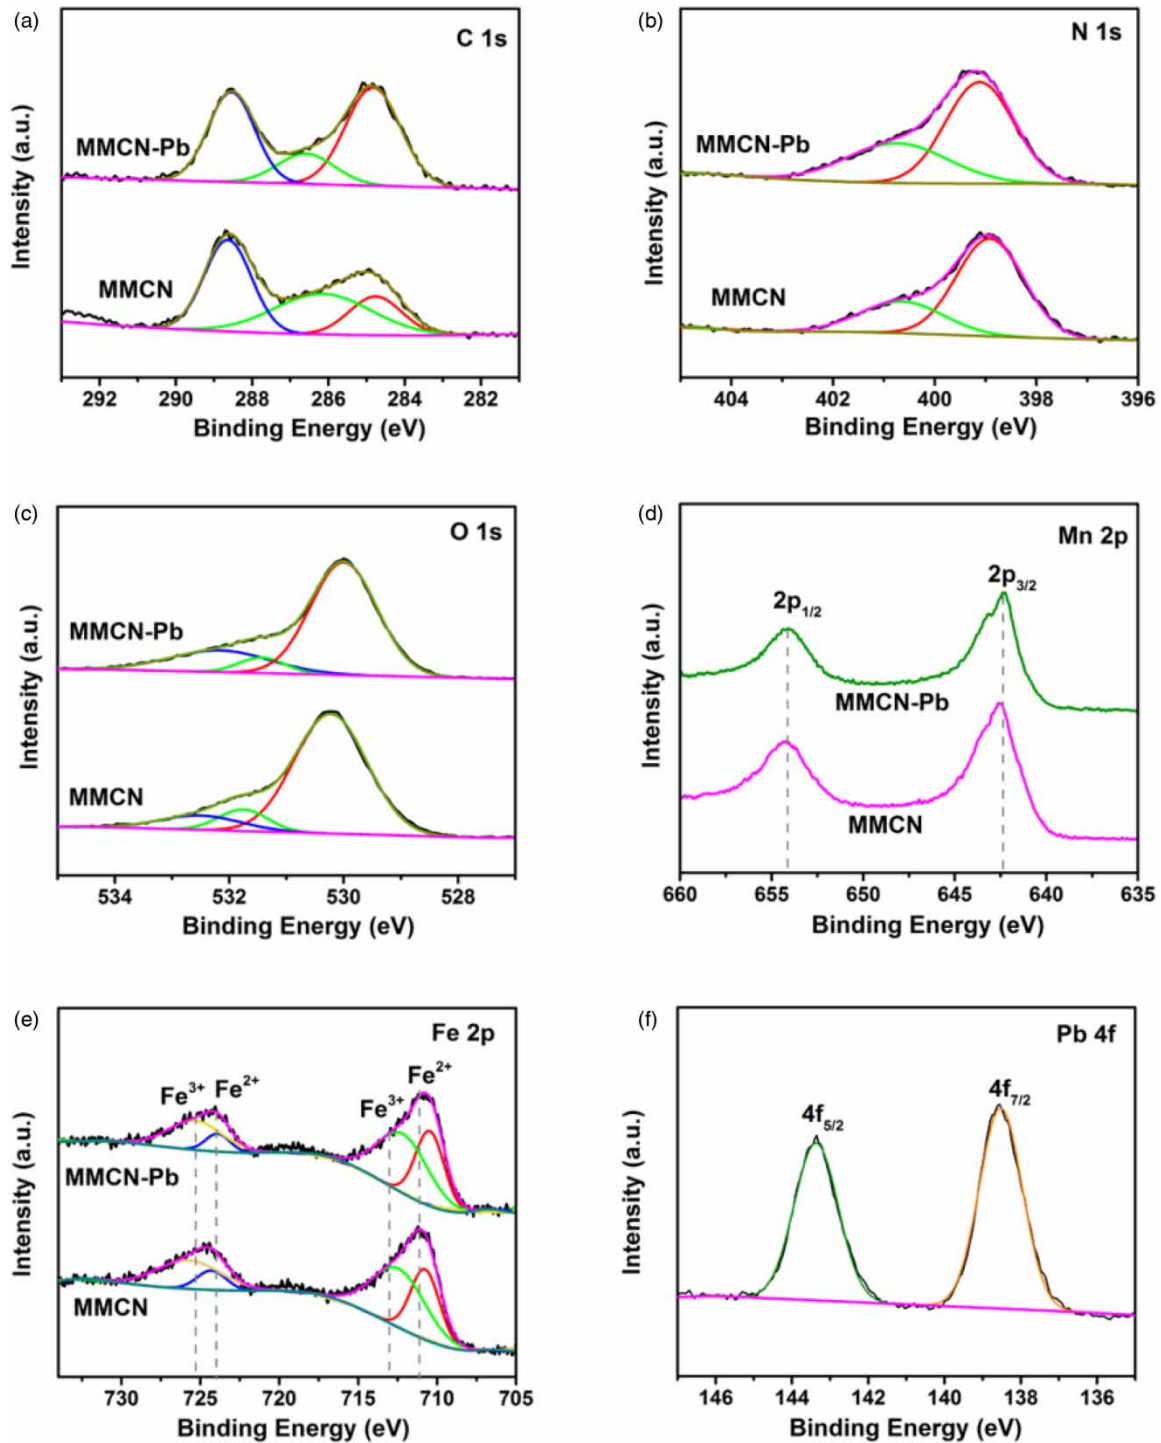 (a)
C 1s
MMCN-Pb
MMCN
Intensity (a.u.)
292 290 288 286 284 282
Binding Energy (eV)
(b)
N 1s
MMCN-Pb
MMCN
Intensity (a.u.)
404 402 400 398 396
Binding Energy (eV)
(c)
O 1s
MMCN-Pb
MMCN
Intensity (a.u.)
534 532 530 528
Binding Energy (eV)
(d)
Mn 2p
2p3/2
2p1/2
MMCN-Pb
MMCN
Intensity (a.u.)
660 655 650 645 640 635
Binding Energy (eV)
(e)
Fe 2p
Fe3+ Fe2+ Fe3+ Fe2+
MMCN-Pb
MMCN
Intensity (a.u.)
730 725 720 715 710 705
Binding Energy (eV)
(f)
Pb 4f
4f7/2
4f5/2
Intensity (a.u.)
146 144 142 140 138 136
Binding Energy (eV)